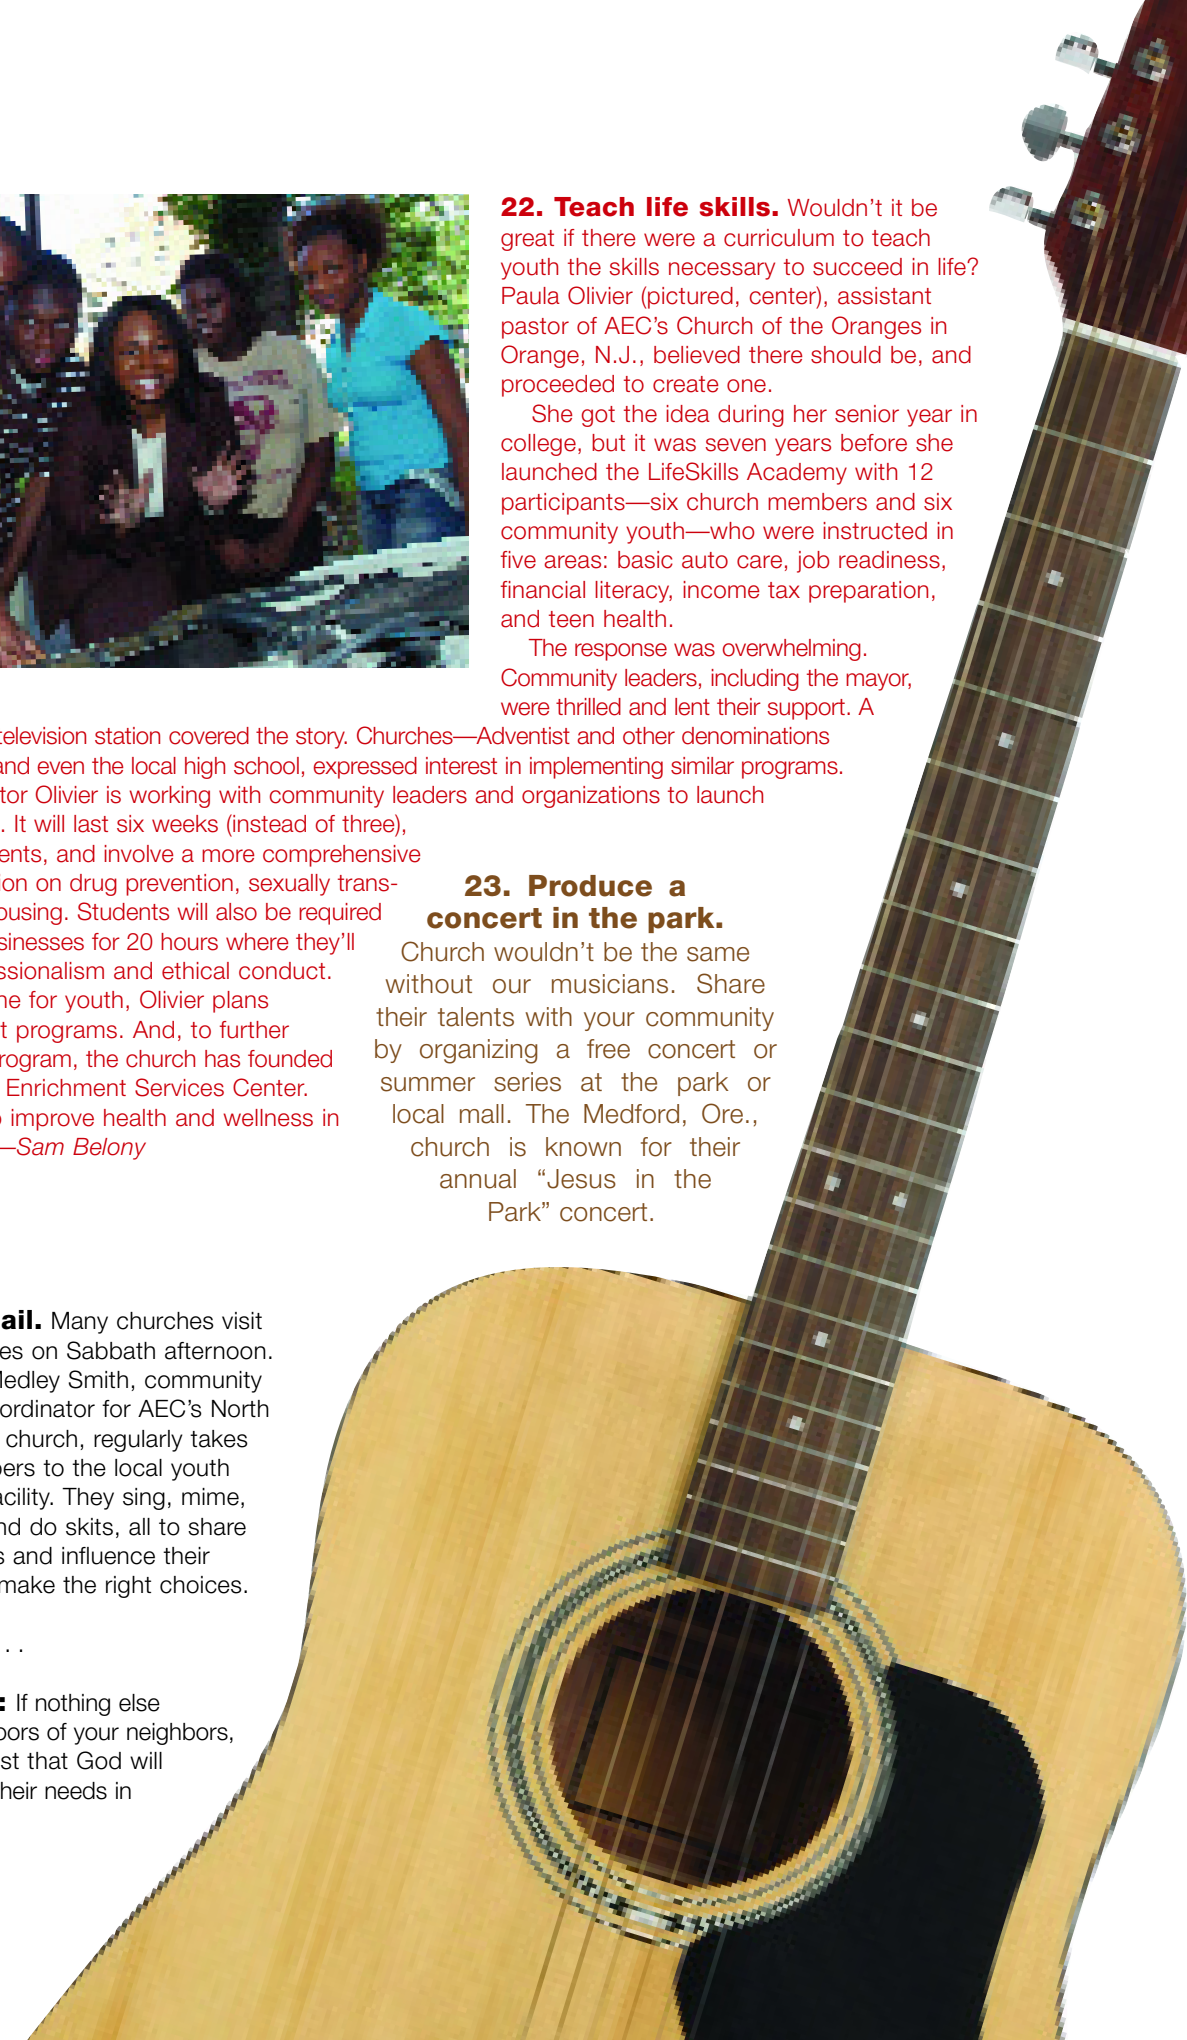 22. Teach life skills. Wouldn't it be
great if there were a curriculum to teach
youth the skills necessary to succeed in life?
Paula Olivier (pictured, center), assistant
pastor of AEC's Church of the Oranges in
Orange, N.J., believed there should be, and
proceeded to create one.
She got the idea during her senior year in
college, but it was seven years before she
launched the LifeSkills Academy with 12
participants—six church members and six
community youth—who were instructed in
five areas: basic auto care, job readiness,
financial literacy, income tax preparation,
and teen health.
The response was overwhelming.
Community leaders, including the mayor,
were thrilled and lent their support. A
television station covered the story. Churches—Adventist and other denominations
and even the local high school, expressed interest in implementing similar programs.
tor Olivier is working with community leaders and organizations to launch
. It will last six weeks (instead of three),
ents, and involve a more comprehensive
ion on drug prevention, sexually trans-
ousing. Students will also be required
sinesses for 20 hours where they'll
ssionalism and ethical conduct.
ne for youth, Olivier plans
t programs. And, to further
rogram, the church has founded
Enrichment Services Center.
o improve health and wellness in
—Sam Belony
23. Produce a
concert in the park.
Church wouldn't be the same
without our musicians. Share
their talents with your community
by organizing a free concert or
summer series at the park or
local mall. The Medford, Ore.,
church is known for their
annual "Jesus in the
Park" concert.
ail. Many churches visit
es on Sabbath afternoon.
Medley Smith, community
ordinator for AEC's North
church, regularly takes
bers to the local youth
acility. They sing, mime,
nd do skits, all to share
s and influence their
make the right choices.
. .
: If nothing else
oors of your neighbors,
st that God will
heir needs in